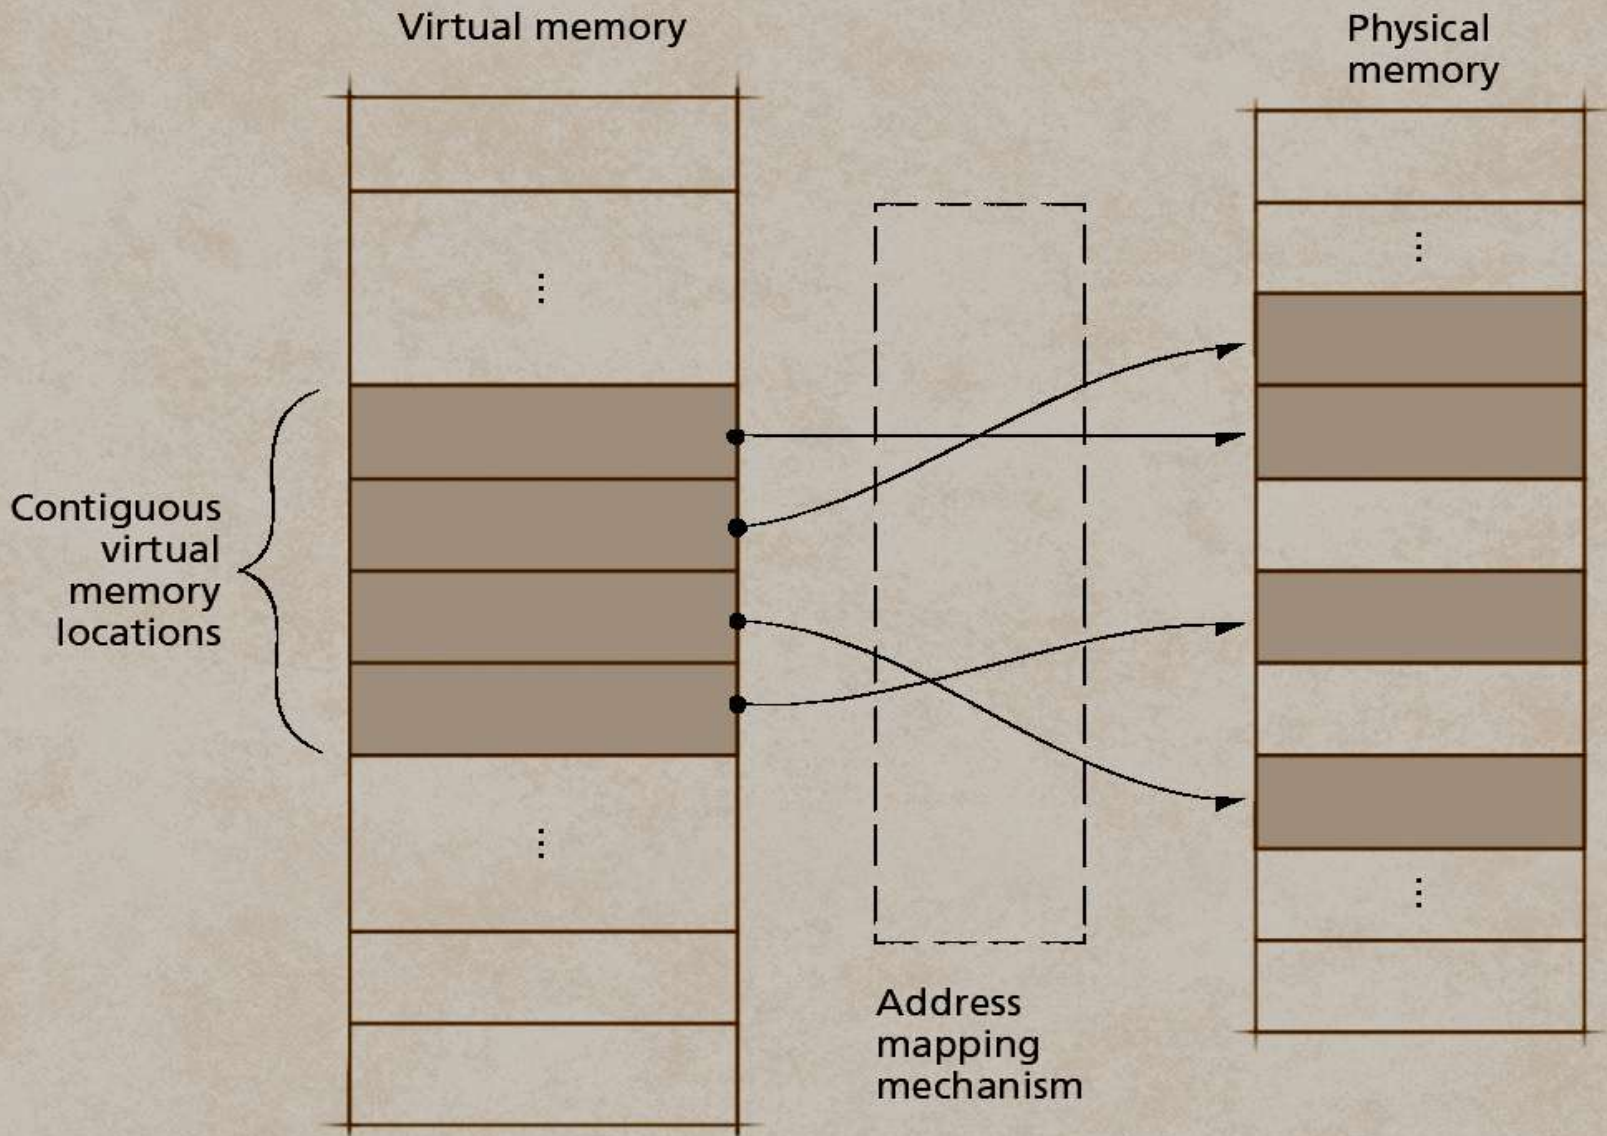 Virtual memory
Physical
memory
⋮
⋮
Contiguous
virtual
memory
locations
⋮
⋮
Address
mapping
mechanism